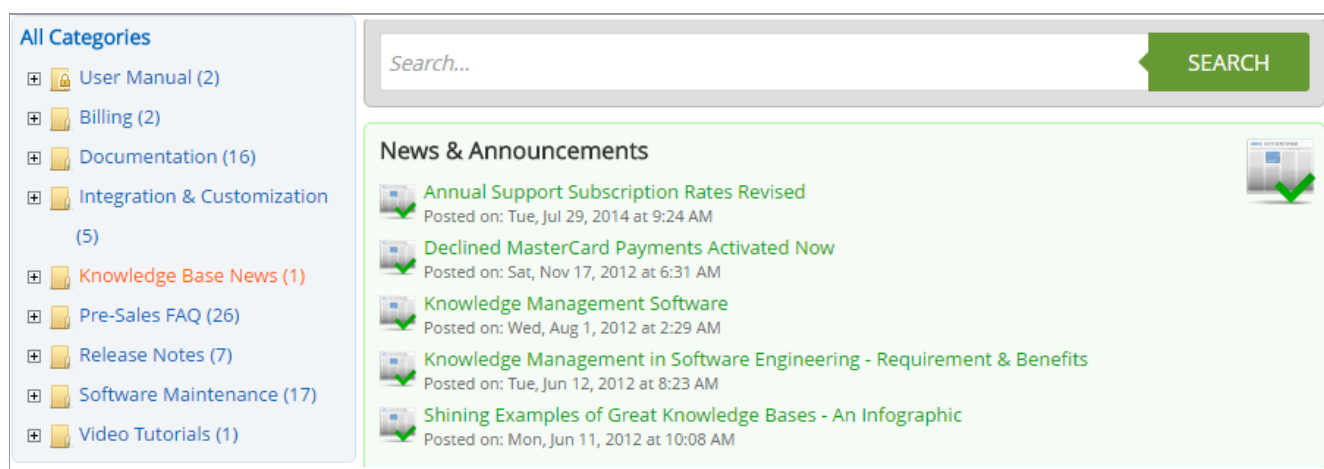 All Categories
User Manual (2)
Billing (2)
Documentation (16)
Integration & Customization
(5)
Knowledge Base News (1)
Pre-Sales FAQ (26)
Release Notes (7)
Software Maintenance (17)
Video Tutorials (1)
Search...
SEARCH
News & Announcements
Annual Support Subscription Rates Revised
Posted on: Tue, Jul 29, 2014 at 9:24 AM
Declined MasterCard Payments Activated Now
Posted on: Sat, Nov 17, 2012 at 6:31 AM
Knowledge Management Software
Posted on: Wed, Aug 1, 2012 at 2:29 AM
Knowledge Management in Software Engineering - Requirement & Benefits
Posted on: Tue, Jun 12, 2012 at 8:23 AM
Shining Examples of Great Knowledge Bases - An Infographic
Posted on: Mon, Jun 11, 2012 at 10:08 AM